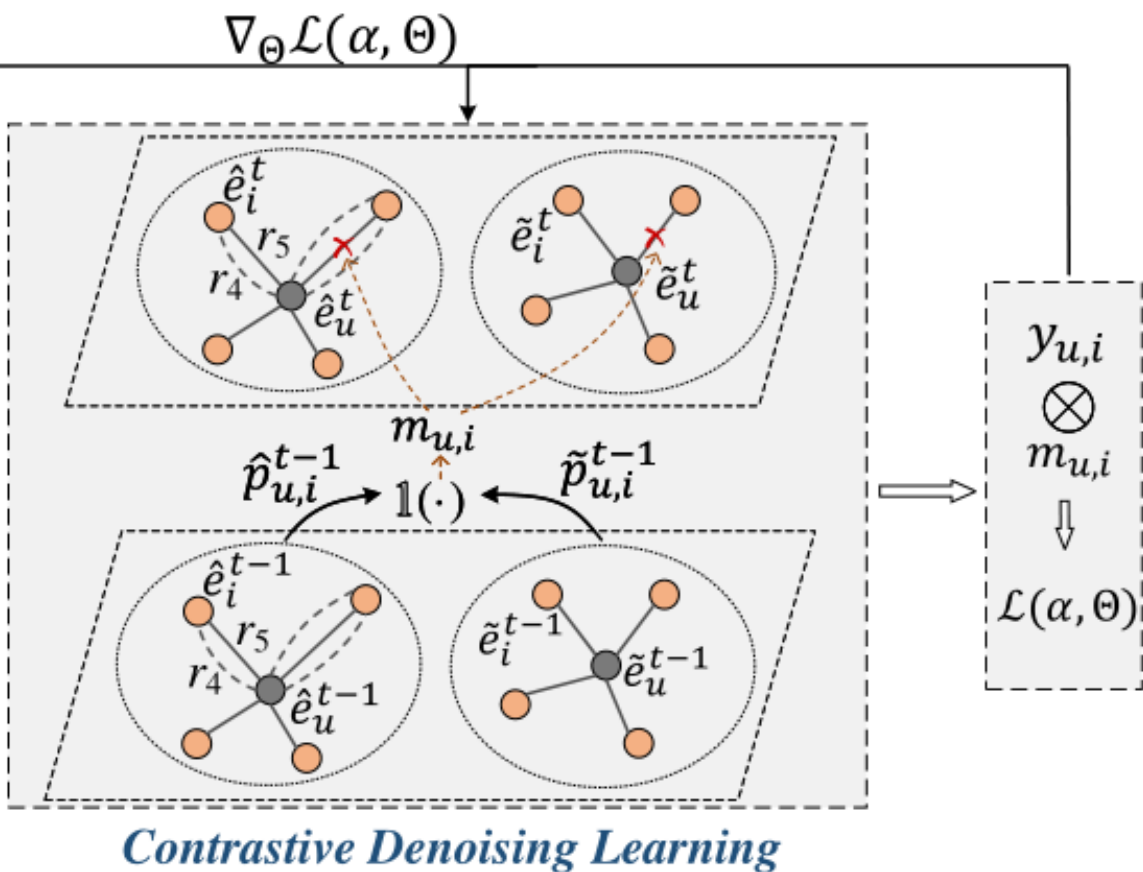 ∇_Θ ℒ(α, Θ)
ê_i^t
r_5
r_4
ê_u^t
ẽ_i^t
ẽ_u^t
m_{u,i}
p̂_{u,i}^{t-1}
𝟙(·)
p̃_{u,i}^{t-1}
ê_i^{t-1}
r_5
r_4
ê_u^{t-1}
ẽ_i^{t-1}
ẽ_u^{t-1}
y_{u,i}
⊗
m_{u,i}
ℒ(α, Θ)
Contrastive Denoising Learning